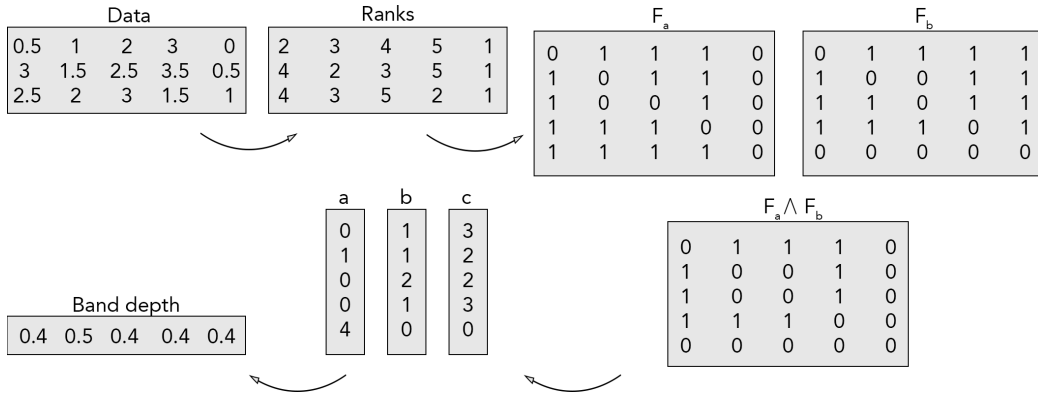 Data
0.5 1 2 3 0
3 1.5 2.5 3.5 0.5
2.5 2 3 1.5 1
Ranks
2 3 4 5 1
4 2 3 5 1
4 3 5 2 1
Fa
0 1 1 1 0
1 0 1 1 0
1 0 0 1 0
1 1 1 0 0
1 1 1 1 0
Fb
0 1 1 1 1
1 0 0 1 1
1 1 0 1 1
1 1 1 0 1
0 0 0 0 0
Fa ∧ Fb
0 1 1 1 0
1 0 0 1 0
1 0 0 1 0
1 1 1 0 0
0 0 0 0 0
a b c
0 1 3
1 1 2
0 2 2
0 1 3
4 0 0
Band depth
0.4 0.5 0.4 0.4 0.4